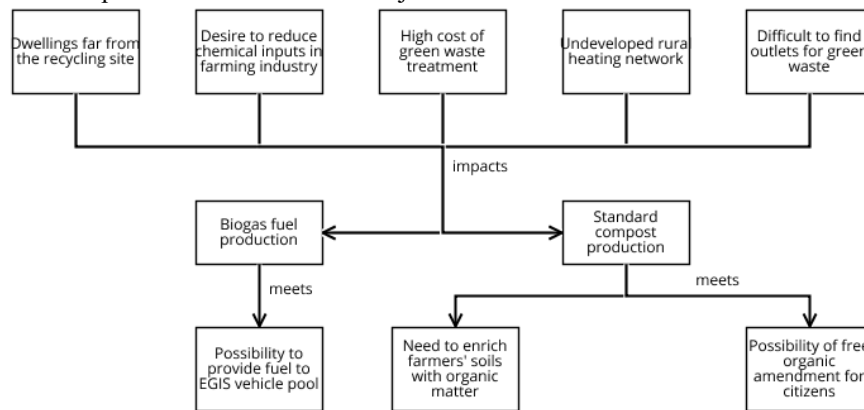 Dwellings far from
the recycling site
Desire to reduce
chemical inputs in
farming industry
High cost of
green waste
treatment
Undeveloped rural
heating network
Difficult to find
outlets for green
waste
impacts
Biogas fuel
production
Standard
compost
production
meets
meets
Possibility to
provide fuel to
EGIS vehicle pool
Need to enrich
farmers' soils
with organic
matter
Possibility of free
organic
amendment for
citizens